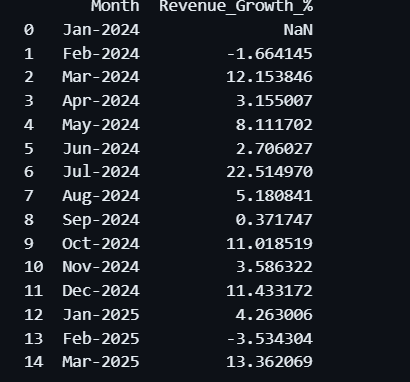 Month Revenue_Growth_%
0 Jan-2024 NaN
1 Feb-2024 -1.664145
2 Mar-2024 12.153846
3 Apr-2024 3.155007
4 May-2024 8.111702
5 Jun-2024 2.706027
6 Jul-2024 22.514970
7 Aug-2024 5.180841
8 Sep-2024 0.371747
9 Oct-2024 11.018519
10 Nov-2024 3.586322
11 Dec-2024 11.433172
12 Jan-2025 4.263006
13 Feb-2025 -3.534304
14 Mar-2025 13.362069